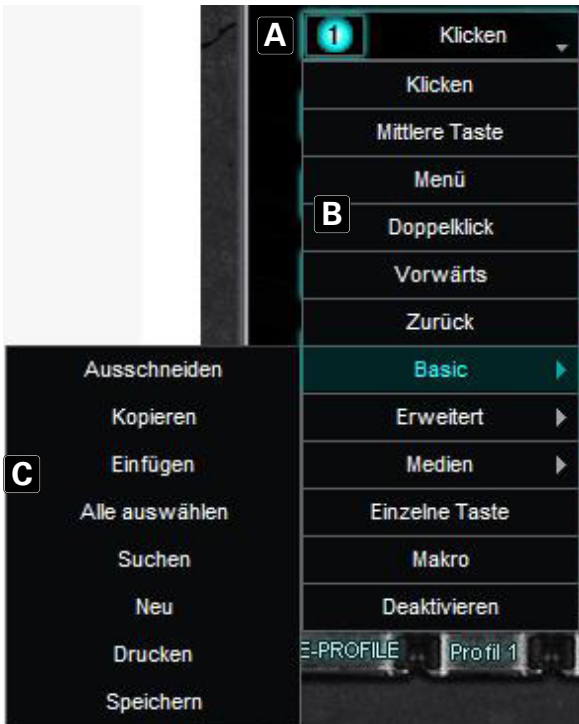 A
1
Klicken
Klicken
Mittlere Taste
Menü
B
Doppelklick
Vorwärts
Zurück
Basic
Erweitert
Medien
Einzelne Taste
Makro
Deaktivieren
C
Ausschneiden
Kopieren
Einfügen
Alle auswählen
Suchen
Neu
Drucken
Speichern
E-PROFILE
Profil 1